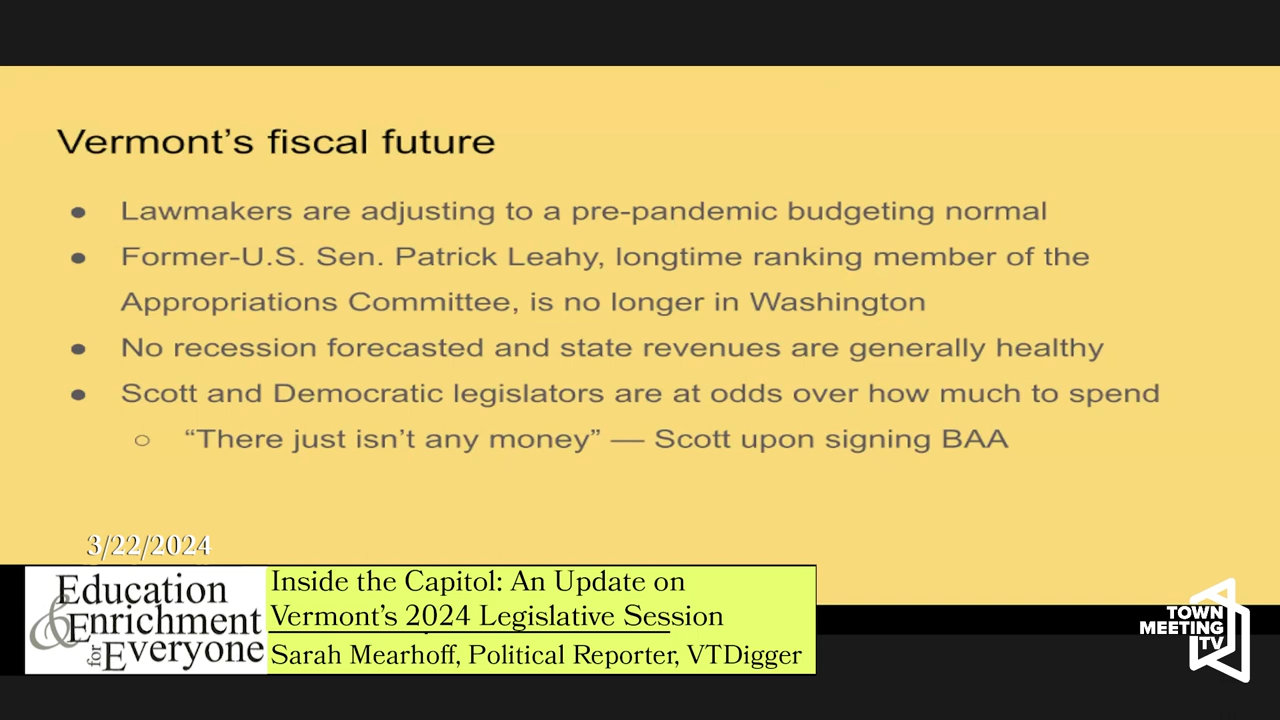 Vermont’s fiscal future
● Lawmakers are adjusting to a pre-pandemic budgeting normal
● Former-U.S. Sen. Patrick Leahy, longtime ranking member of the
Appropriations Committee, is no longer in Washington
● No recession forecasted and state revenues are generally healthy
● Scott and Democratic legislators are at odds over how much to spend
○ “There just isn’t any money” — Scott upon signing BAA
3/22/2024
Education
& Enrichment
for Everyone
Inside the Capitol: An Update on
Vermont’s 2024 Legislative Session
Sarah Mearhoff, Political Reporter, VTDigger
TOWN
MEETING
TV